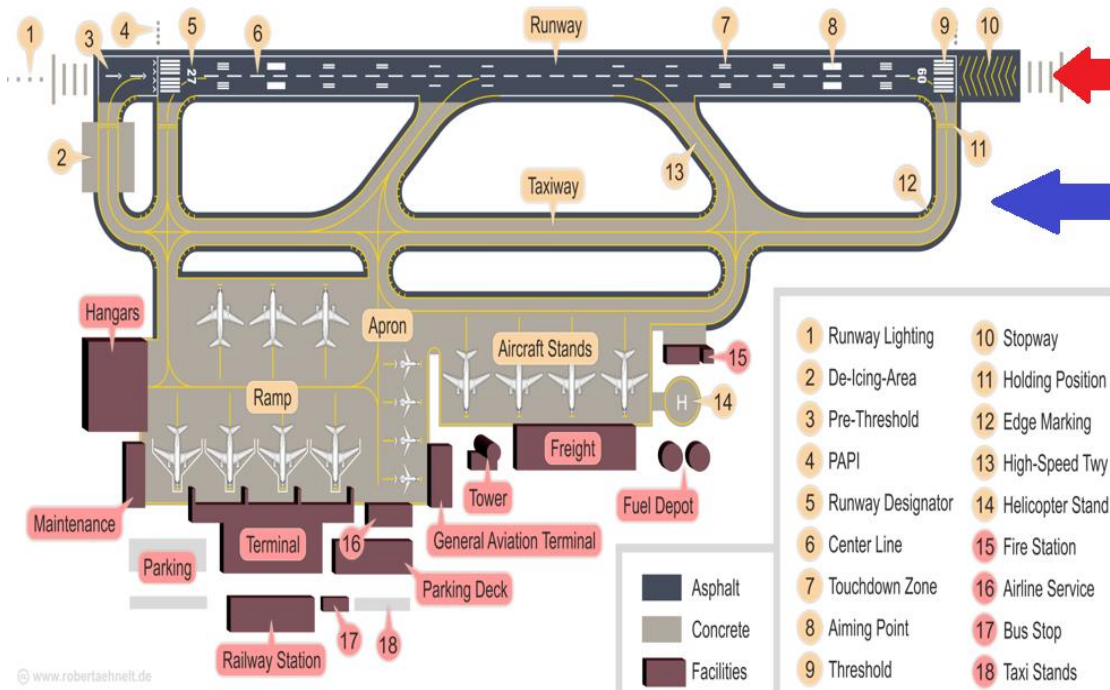 1
3
4
5
6
Runway
7
8
9
10
27
09
2
11
13
12
Taxiway
Hangars
Apron
Aircraft Stands
15
Ramp
14
H
Freight
Tower
Fuel Depot
Maintenance
Terminal
16
General Aviation Terminal
Parking
Parking Deck
17
18
Railway Station
Asphalt
Concrete
Facilities
1 Runway Lighting
2 De-Icing-Area
3 Pre-Threshold
4 PAPI
5 Runway Designator
6 Center Line
7 Touchdown Zone
8 Aiming Point
9 Threshold
10 Stopway
11 Holding Position
12 Edge Marking
13 High-Speed Twy
14 Helicopter Stand
15 Fire Station
16 Airline Service
17 Bus Stop
18 Taxi Stands
www.robertaehnelt.de